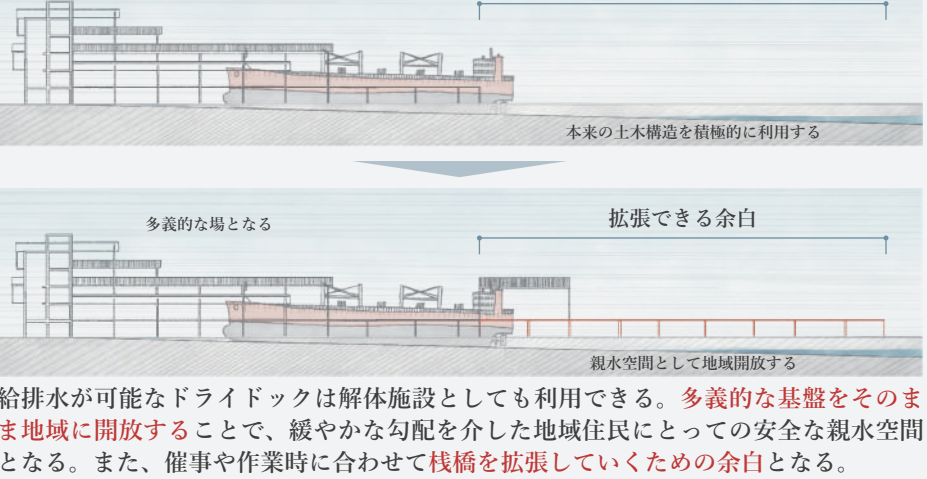 本来の土木構造を積極的に利用する
多義的な場となる
拡張できる余白
親水空間として地域開放する
給排水が可能なドライドックは解体施設としても利用できる。多義的な基盤をそのま
ま地域に開放することで、緩やかな勾配を介した地域住民にとっての安全な親水空間
となる。また、催事や作業時に合わせて桟橋を拡張していくための余白となる。